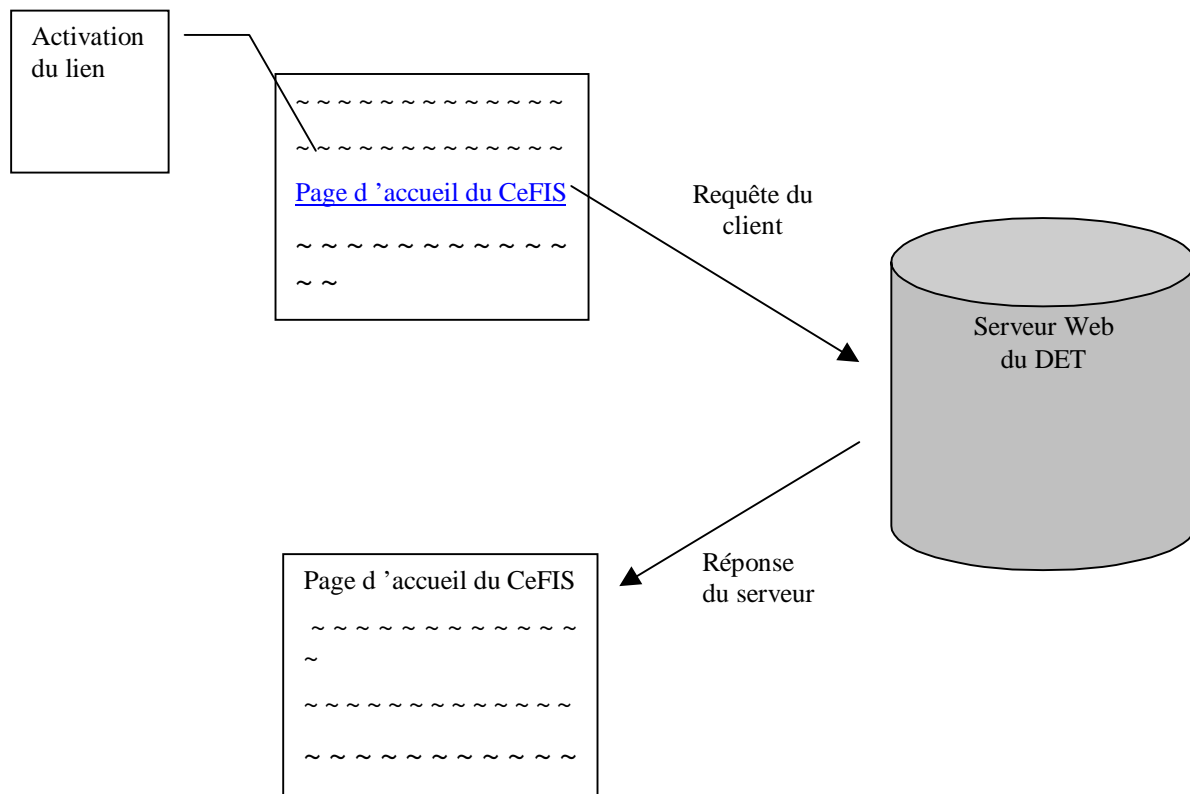 Activation
du lien
~ ~ ~ ~ ~ ~ ~ ~ ~ ~ ~ ~ ~
~ ~ ~ ~ ~ ~ ~ ~ ~ ~ ~ ~ ~
Page d ’accueil du CeFIS
~ ~ ~ ~ ~ ~ ~ ~ ~ ~ ~
~ ~
Requête du
client
Serveur Web
du DET
Réponse
du serveur
Page d ’accueil du CeFIS
~ ~ ~ ~ ~ ~ ~ ~ ~ ~ ~ ~
~
~ ~ ~ ~ ~ ~ ~ ~ ~ ~ ~ ~ ~
~ ~ ~ ~ ~ ~ ~ ~ ~ ~ ~